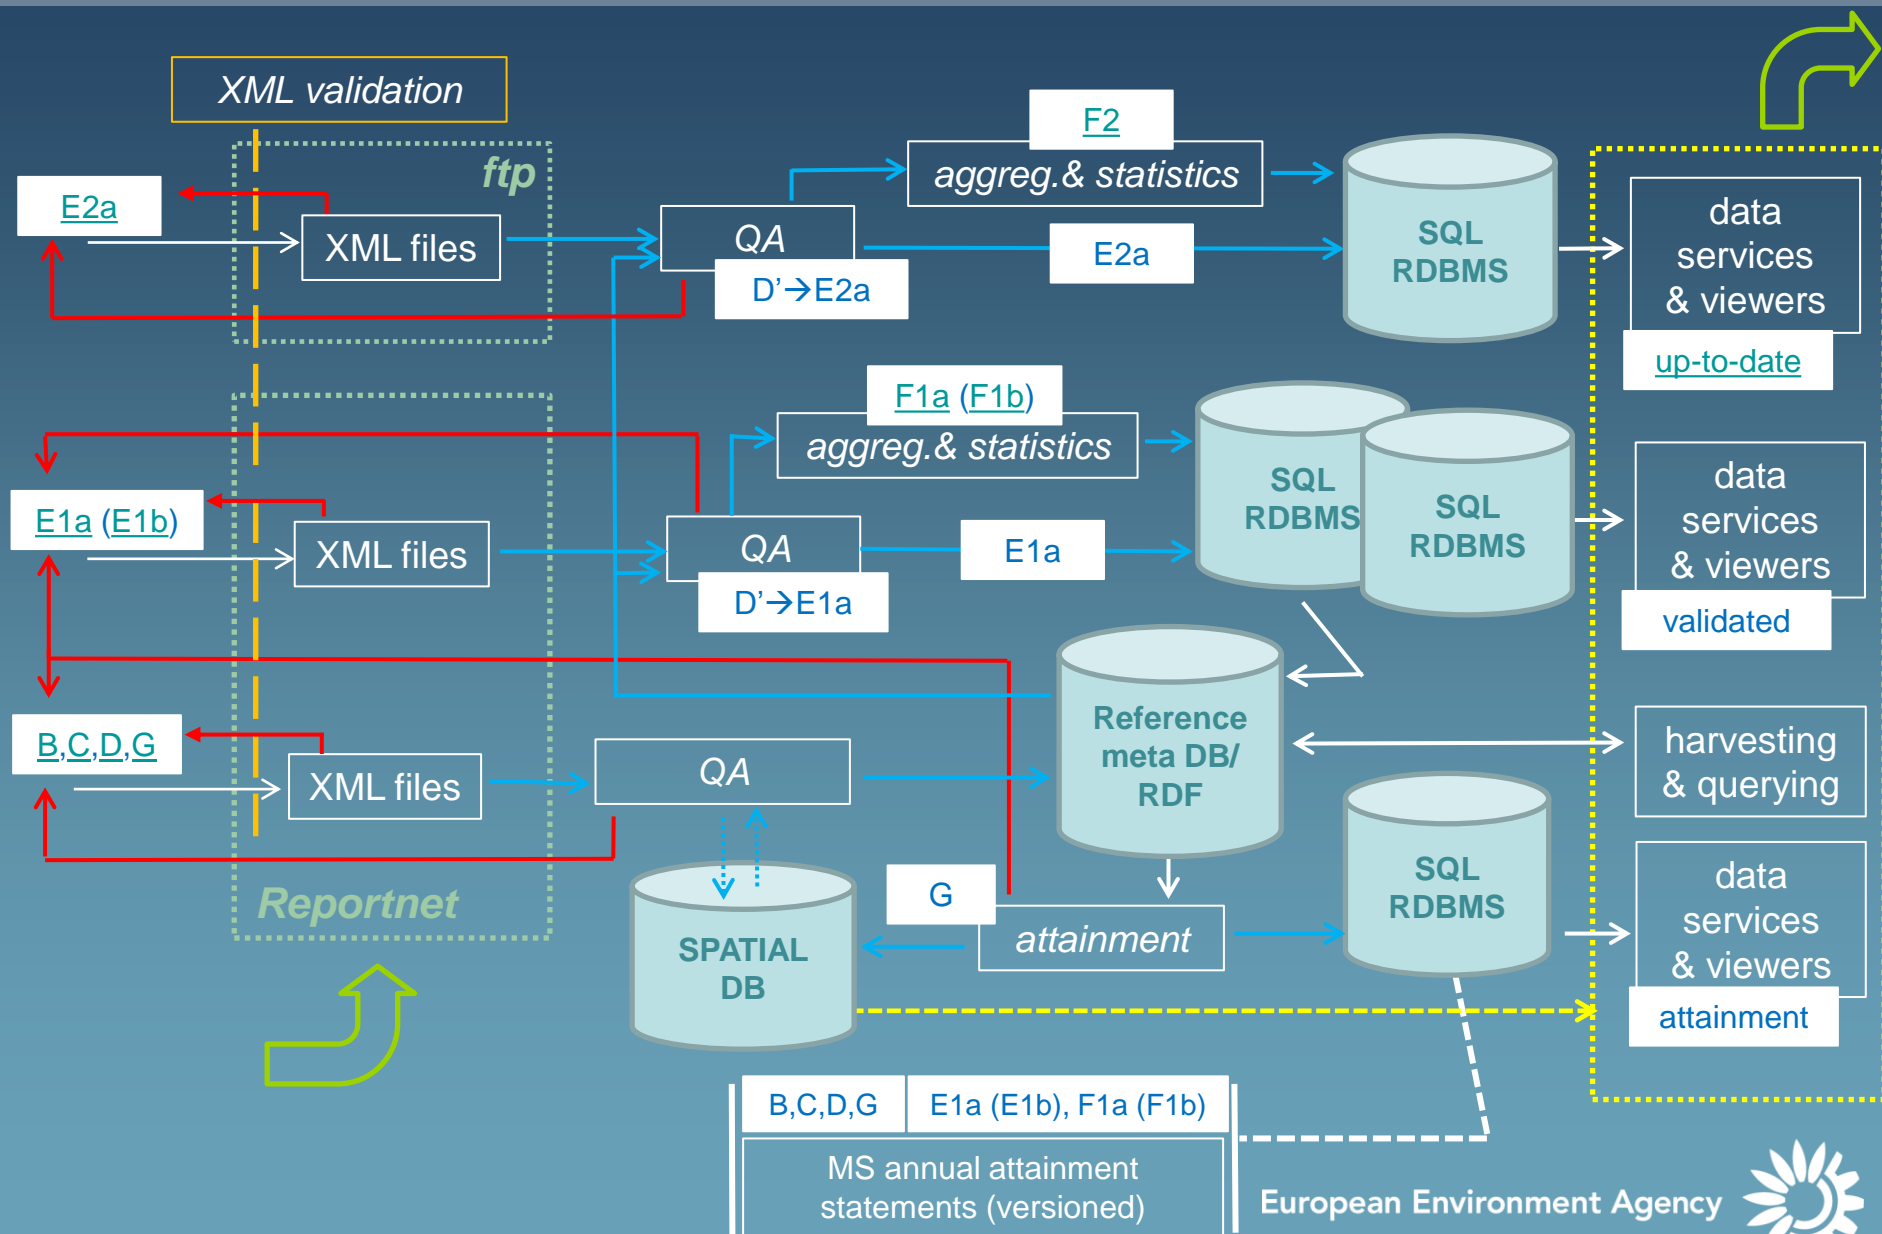 XML validation
ftp
F2
aggreg.& statistics
E2a
XML files
QA
D’→E2a
E2a
SQL
RDBMS
data
services
& viewers
up-to-date
F1a (F1b)
aggreg.& statistics
E1a (E1b)
XML files
QA
D’→E1a
E1a
SQL
RDBMS
SQL
RDBMS
data
services
& viewers
validated
B,C,D,G
XML files
QA
Reference
meta DB/
RDF
harvesting
& querying
Reportnet
SPATIAL
DB
G
attainment
SQL
RDBMS
data
services
& viewers
attainment
B,C,D,G
E1a (E1b), F1a (F1b)
MS annual attainment
statements (versioned)
European Environment Agency